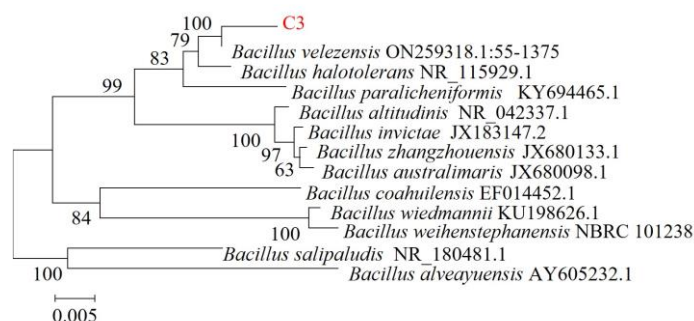 100
C3
79
Bacillus velezensis ON259318.1:55-1375
83
Bacillus halotolerans NR_115929.1
99
Bacillus paralicheniformis KY694465.1
Bacillus altitudinis NR_042337.1
100
Bacillus invictae JX183147.2
97
Bacillus zhangzhouensis JX680133.1
63
Bacillus australimaris JX680098.1
Bacillus coahuilensis EF014452.1
84
Bacillus wiedmannii KU198626.1
100
Bacillus weihenstephanensis NBRC 101238
Bacillus salipaludis NR_180481.1
100
Bacillus alveayuensis AY605232.1
0.005